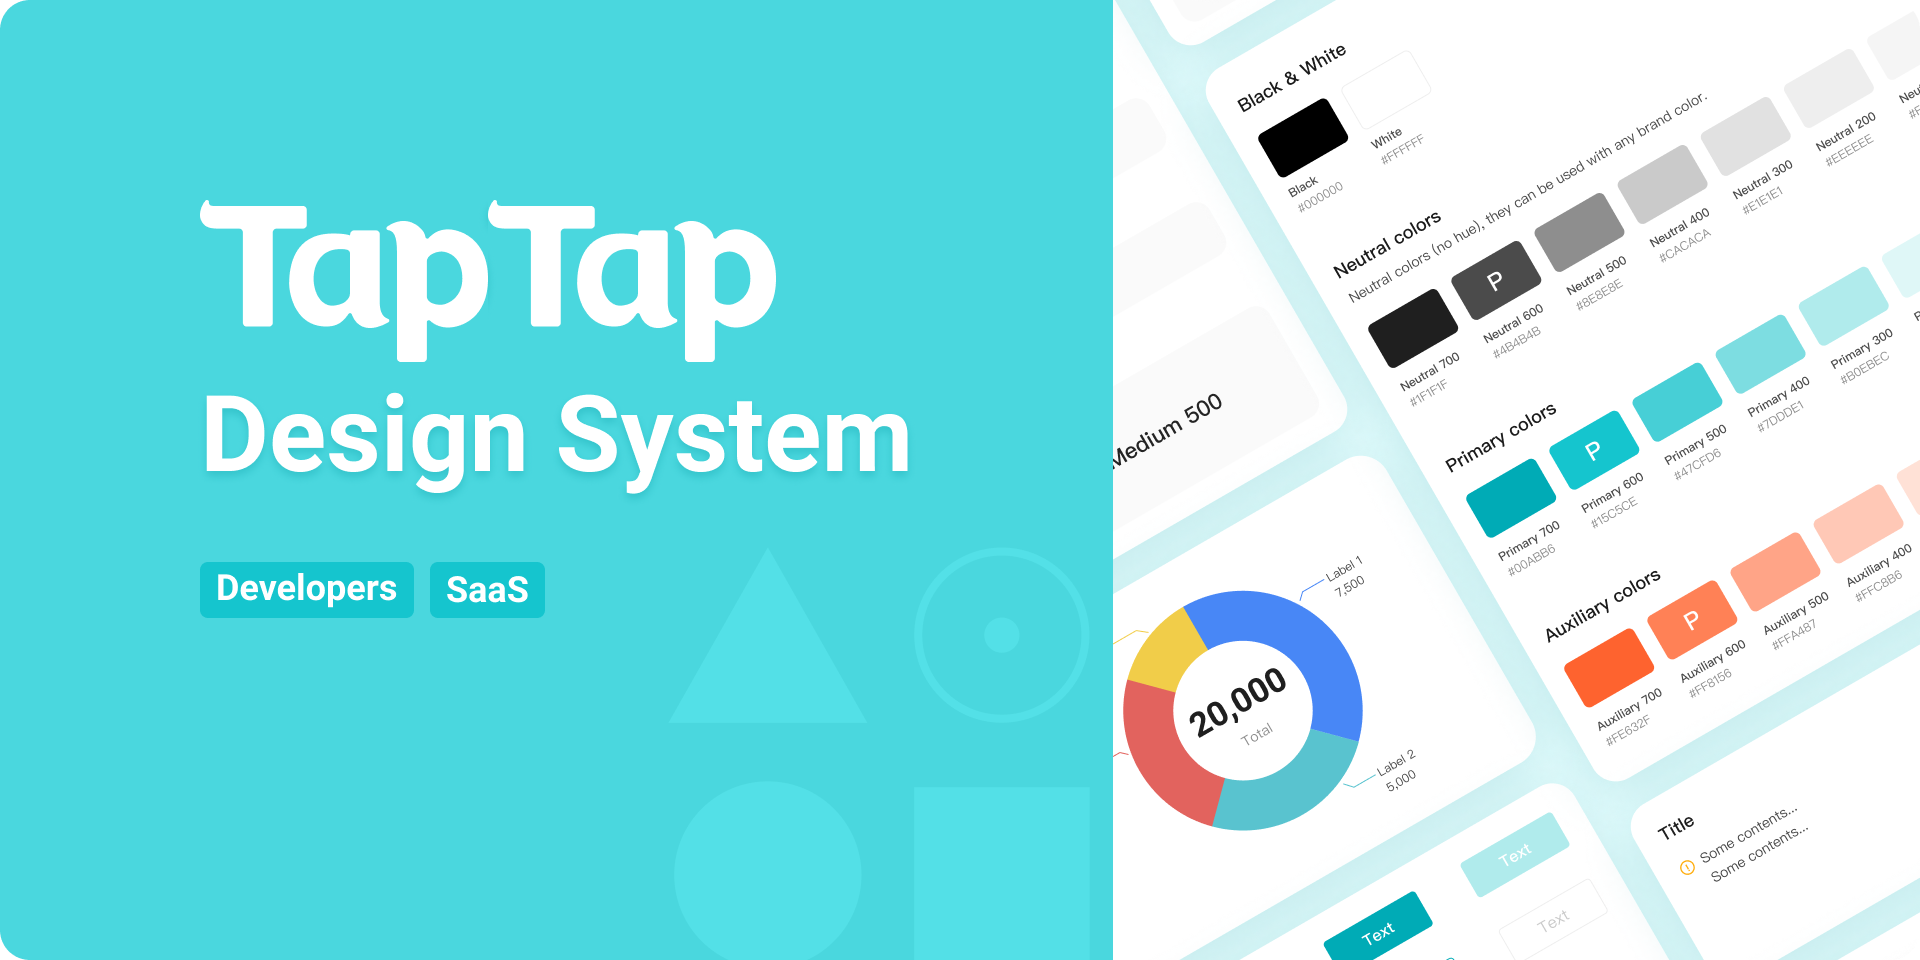 TapTap
Design System
Developers
SaaS
Black & White
Black
#000000
White
#FFFFFF
Neutral colors
Neutral colors (no hue), they can be used with any brand color.
Neutral 700
#1F1F1F
P
Neutral 600
#4B4B4B
Neutral 500
#8E8E8E
Neutral 400
#CACACA
Neutral 300
#E1E1E1
Neutral 200
#EEEEEE
Primary colors
Primary 700
#00ABB6
P
Primary 600
#15C5CE
Primary 500
#47CFD6
Primary 400
#7DDDE1
Primary 300
#B0EBEC
Auxiliary colors
Auxiliary 700
#FE632F
P
Auxiliary 600
#FF8156
Auxiliary 500
#FFA487
Auxiliary 400
#FFC8B6
Medium 500
Label 1
7,500
20,000
Total
Label 2
5,000
Text
Text
Text
Title
Some contents...
Some contents...